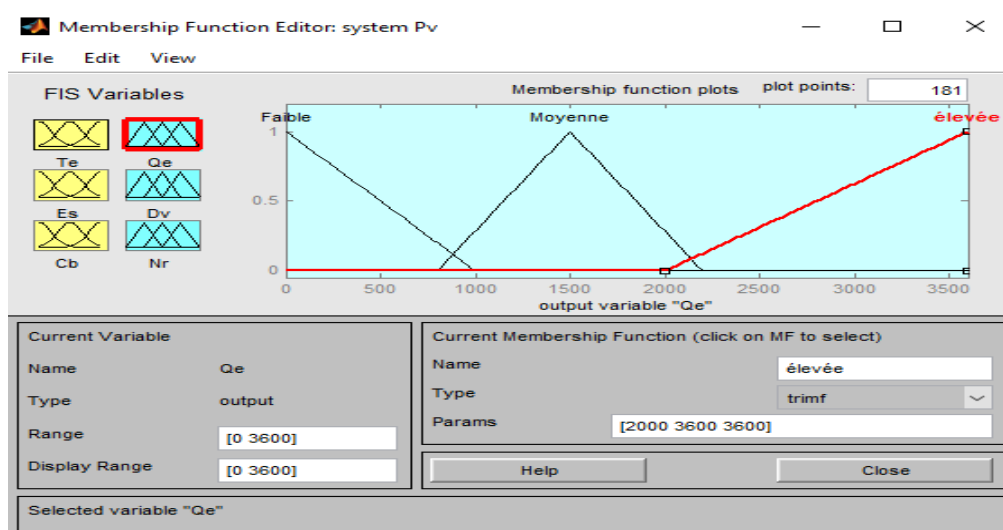 Membership Function Editor: system Pv
File Edit View
FIS Variables
Te Qe
Es Dv
Cb Nr
Membership function plots plot points: 181
Faible Moyenne élevée
1
0.5
0
0 500 1000 1500 2000 2500 3000 3500
output variable "Qe"
Current Variable
Name Qe
Type output
Range [0 3600]
Display Range [0 3600]
Current Membership Function (click on MF to select)
Name élevée
Type trimf
Params [2000 3600 3600]
Help Close
Selected variable "Qe"